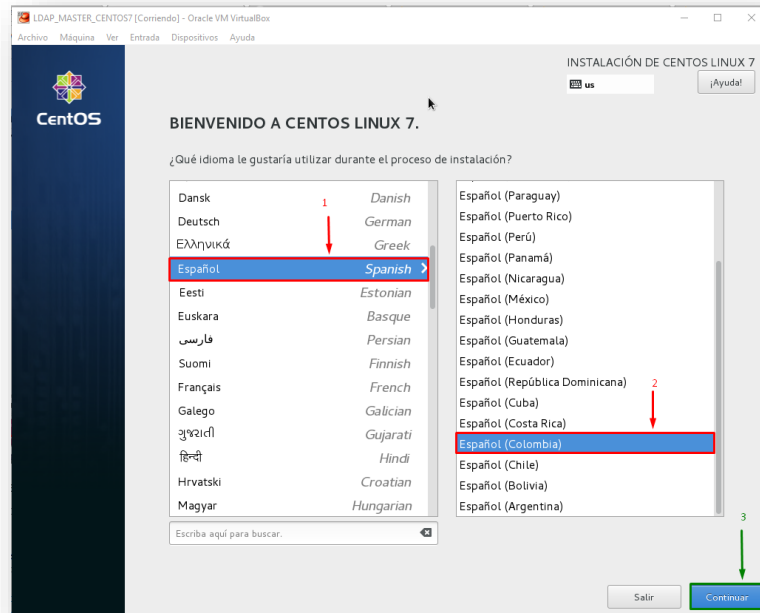 LDAP_MASTER_CENTOS7 [Corriendo] - Oracle VM VirtualBox
Archivo Máquina Ver Entrada Dispositivos Ayuda
INSTALACIÓN DE CENTOS LINUX 7
us
¡Ayuda!
CentOS
BIENVENIDO A CENTOS LINUX 7.
¿Qué idioma le gustaría utilizar durante el proceso de instalación?
Dansk Danish
Deutsch German
Ελληνικά Greek
1
Español Spanish
Eesti Estonian
Euskara Basque
فارسی Persian
Suomi Finnish
Français French
Galego Galician
ગુજરાતી Gujarati
हिन्दी Hindi
Hrvatski Croatian
Magyar Hungarian
Escriba aquí para buscar.
Español (Paraguay)
Español (Puerto Rico)
Español (Perú)
Español (Panamá)
Español (Nicaragua)
Español (México)
Español (Honduras)
Español (Guatemala)
Español (Ecuador)
Español (República Dominicana)
2
Español (Cuba)
Español (Costa Rica)
Español (Colombia)
Español (Chile)
Español (Bolivia)
Español (Argentina)
3
Salir
Continuar